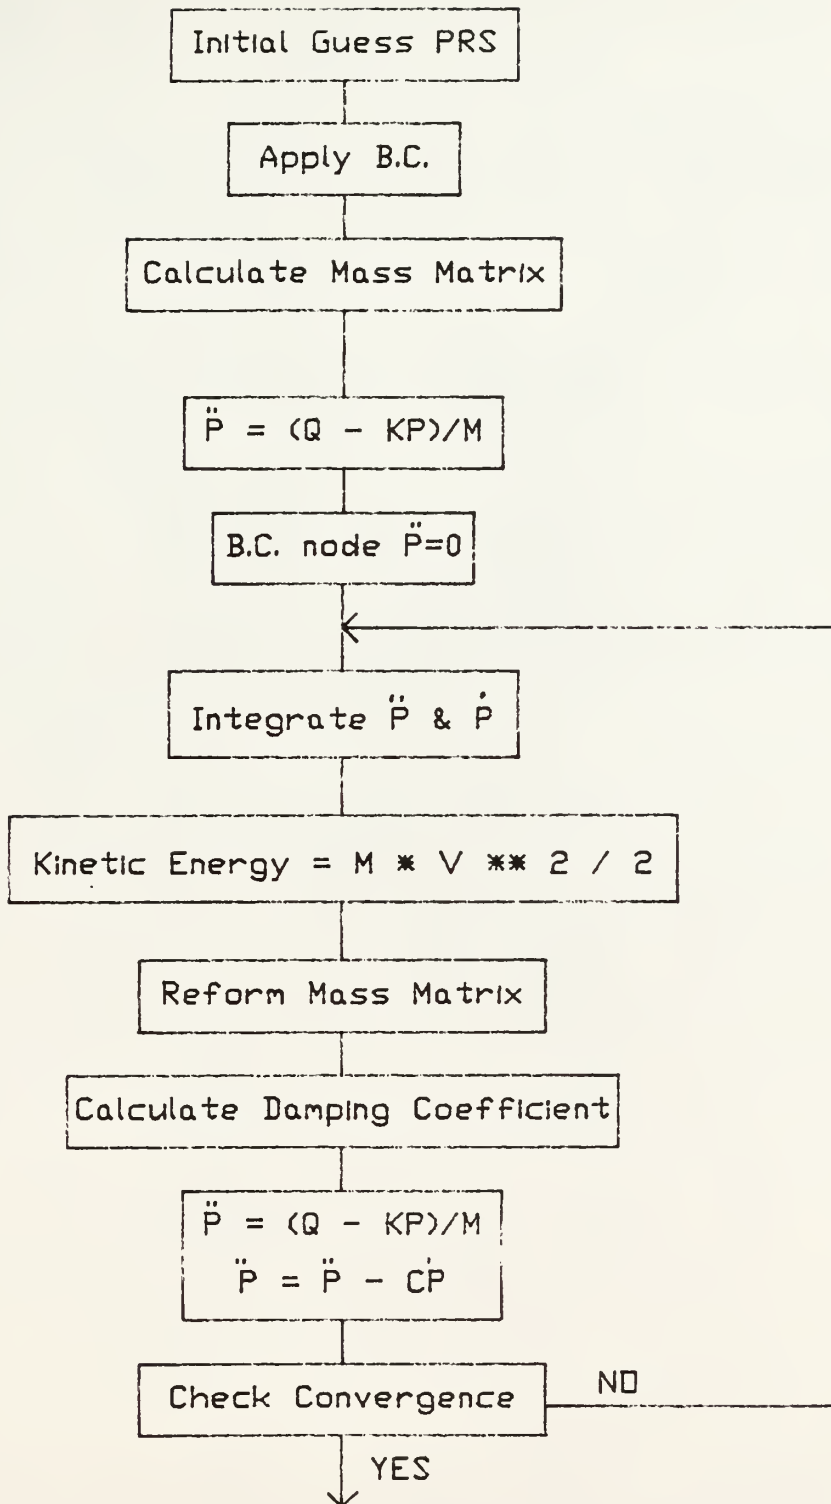 Initial Guess PRS
Apply B.C.
Calculate Mass Matrix
P̈ = (Q - KP)/M
B.C. node P̈=0
Integrate P̈ & Ṗ
Kinetic Energy = M * V ** 2 / 2
Reform Mass Matrix
Calculate Damping Coefficient
P̈ = (Q - KP)/M
P̈ = P̈ - CṖ
Check Convergence
NO
YES